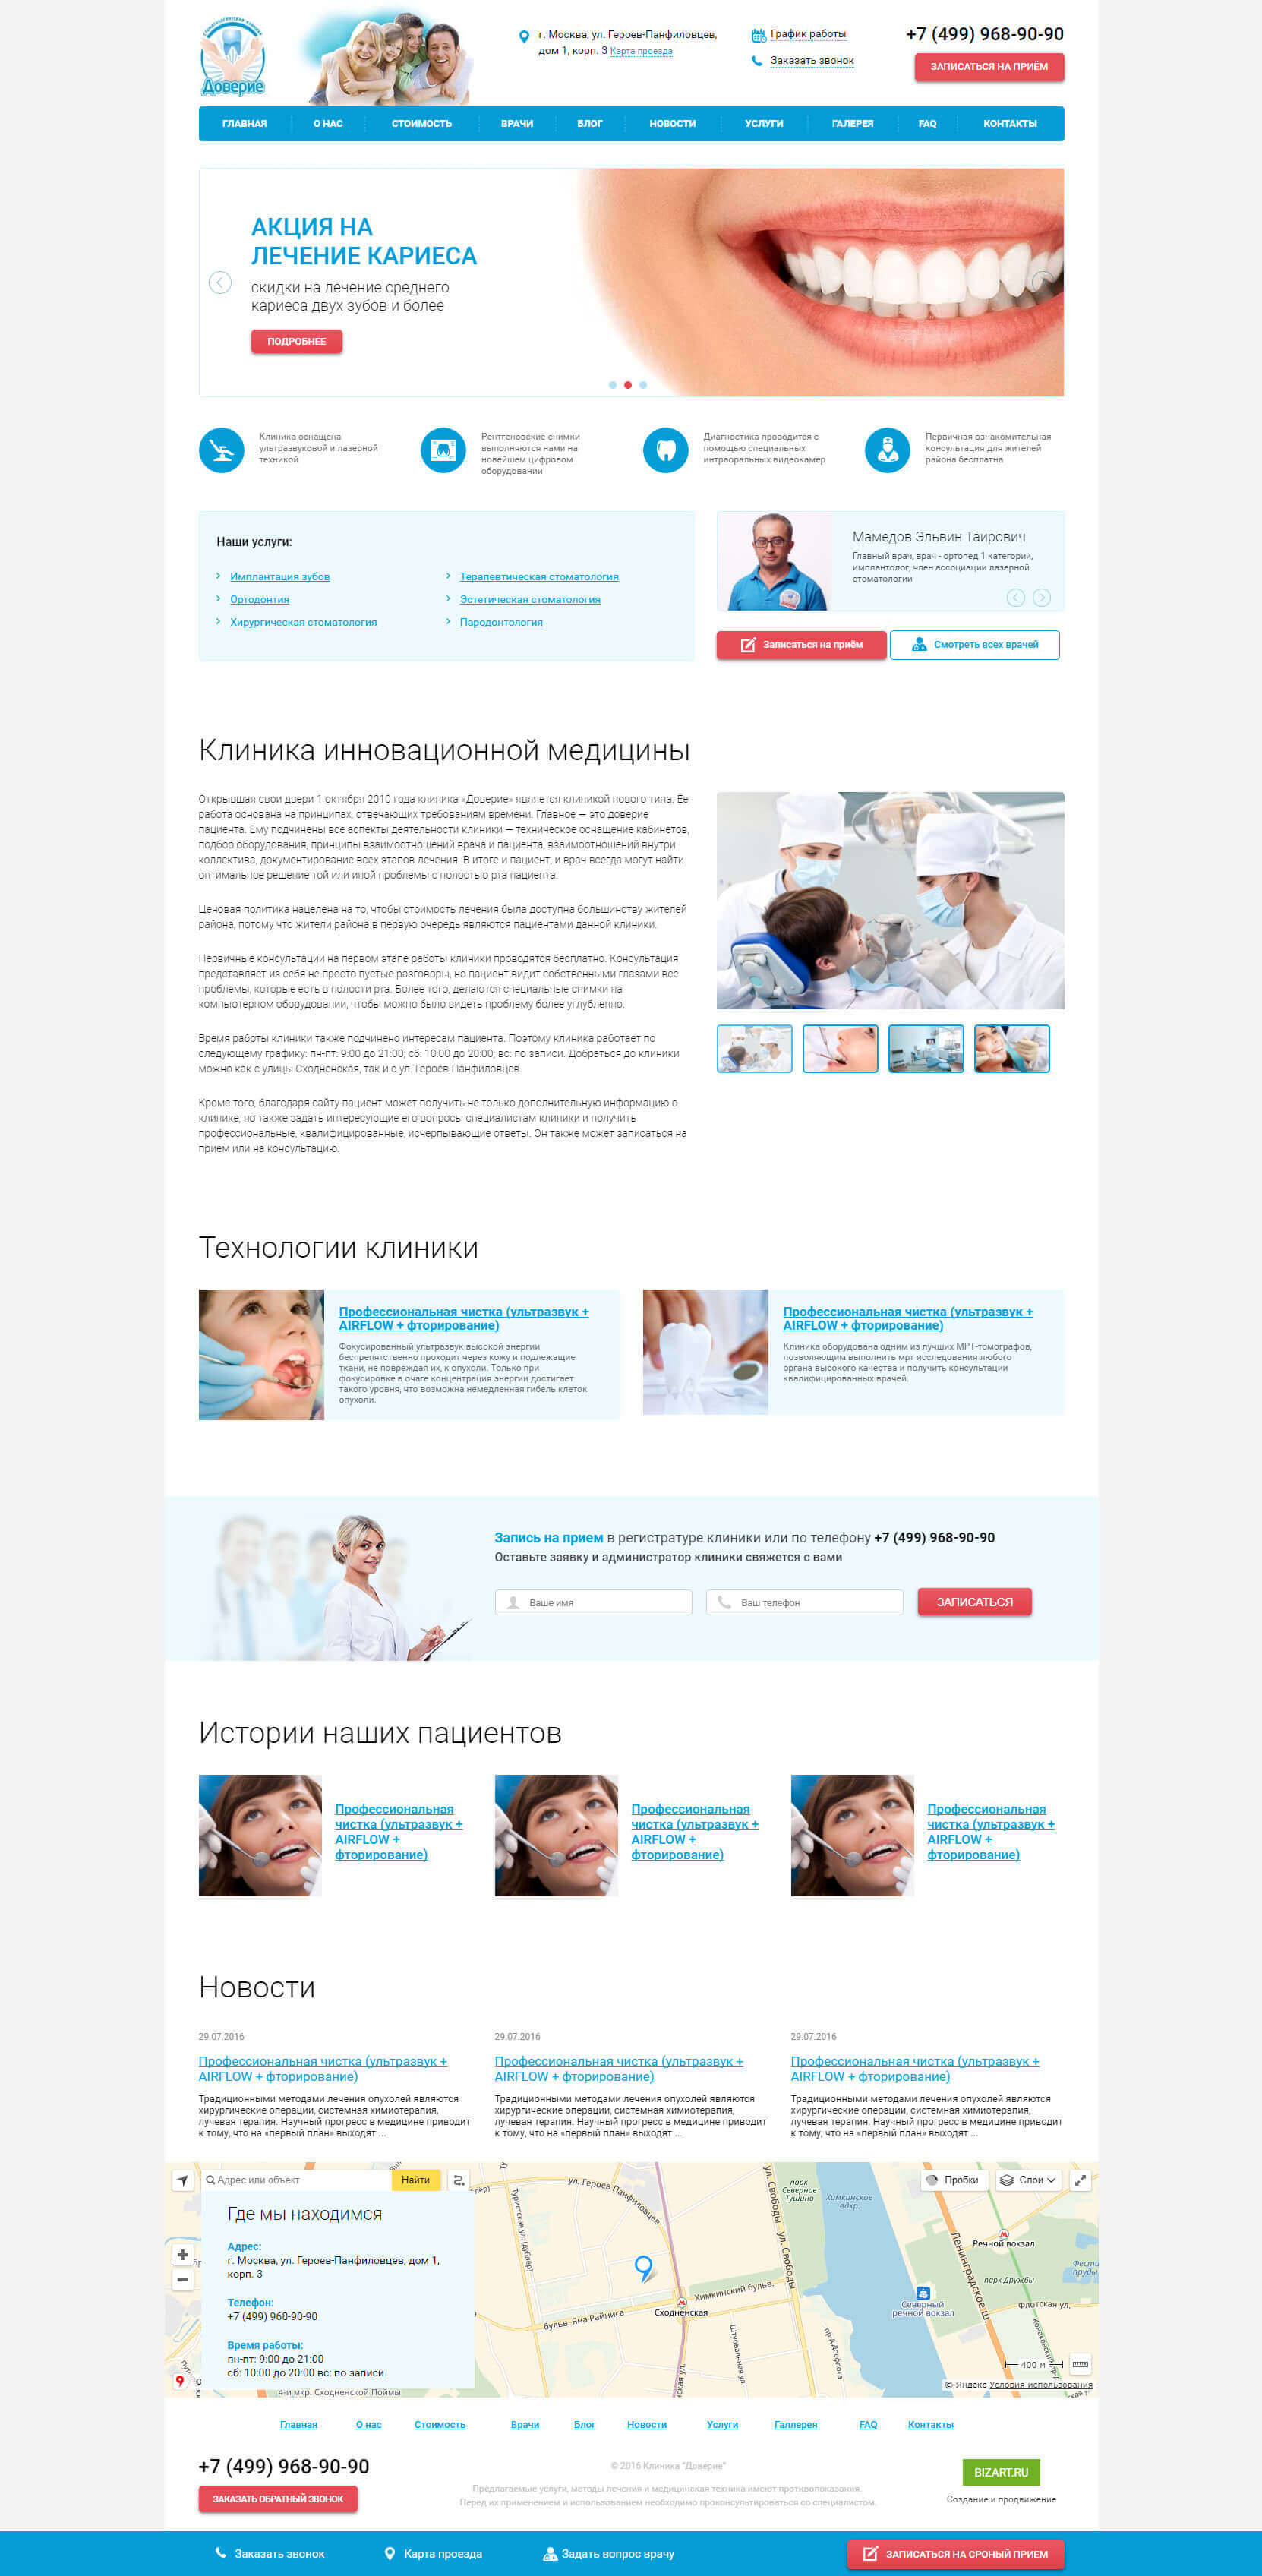 Стоматологическая клиника
Доверие
г. Москва, ул. Героев-Панфиловцев,
дом 1, корп. 3 Карта проезда
График работы
Заказать звонок
+7 (499) 968-90-90
ЗАПИСАТЬСЯ НА ПРИЁМ
ГЛАВНАЯ О НАС СТОИМОСТЬ ВРАЧИ БЛОГ НОВОСТИ УСЛУГИ ГАЛЕРЕЯ FAQ КОНТАКТЫ
АКЦИЯ НА
ЛЕЧЕНИЕ КАРИЕСА
скидки на лечение среднего
кариеса двух зубов и более
ПОДРОБНЕЕ
Клиника оснащена
ультразвуковой и лазерной
техникой
Рентгеновские снимки
выполняются нами на
новейшем цифровом
оборудовании
Диагностика проводится с
помощью специальных
интраоральных видеокамер
Первичная ознакомительная
консультация для жителей
района бесплатна
Наши услуги:
Имплантация зубов
Ортодонтия
Хирургическая стоматология
Терапевтическая стоматология
Эстетическая стоматология
Пародонтология
Мамедов Эльвин Таирович
Главный врач, врач - ортопед 1 категории,
имплантолог, член ассоциации лазерной
стоматологии
Записаться на приём
Смотреть всех врачей
Клиника инновационной медицины
Открывшая свои двери 1 октября 2010 года клиника «Доверие» является клиникой нового типа. Ее
работа основана на принципах, отвечающих требованиям времени. Главное — это доверие
пациента. Ему подчинены все аспекты деятельности клиники — техническое оснащение кабинетов,
подбор оборудования, принципы взаимоотношений врача и пациента, взаимоотношений внутри
коллектива, документирование всех этапов лечения. В итоге и пациент, и врач всегда могут найти
оптимальное решение той или иной проблемы с полостью рта пациента.
Ценовая политика нацелена на то, чтобы стоимость лечения была доступна большинству жителей
района, потому что жители района в первую очередь являются пациентами данной клиники.
Первичные консультации на первом этапе работы клиники проводятся бесплатно. Консультация
представляет из себя не просто пустые разговоры, но пациент видит собственными глазами все
проблемы, которые есть в полости рта. Более того, делаются специальные снимки на
компьютерном оборудовании, чтобы можно было видеть проблему более углубленно.
Время работы клиники также подчинено интересам пациента. Поэтому клиника работает по
следующему графику: пн-пт: 9:00 до 21:00; сб: 10:00 до 20:00; вс: по записи. Добраться до клиники
можно как с улицы Сходненская, так и с ул. Героев Панфиловцев.
Кроме того, благодаря сайту пациент может получить не только дополнительную информацию о
клинике, но также задать интересующие его вопросы специалистам клиники и получить
профессиональные, квалифицированные, исчерпывающие ответы. Он также может записаться на
прием или на консультацию.
Технологии клиники
Профессиональная чистка (ультразвук +
AIRFLOW + фторирование)
Фокусированный ультразвук высокой энергии
беспрепятственно проходит через кожу и подлежащие
ткани, не повреждая их, к опухоли. Только при
фокусировке в очаге концентрация энергии достигает
такого уровня, что возможна немедленная гибель клеток
опухоли.
Профессиональная чистка (ультразвук +
AIRFLOW + фторирование)
Клиника оборудована одним из лучших МРТ-томографов,
позволяющим выполнить мрт исследования любого
органа высокого качества и получить консультации
квалифицированных врачей.
Запись на прием в регистратуре клиники или по телефону +7 (499) 968-90-90
Оставьте заявку и администратор клиники свяжется с вами
Ваше имя
Ваш телефон
ЗАПИСАТЬСЯ
Истории наших пациентов
Профессиональная
чистка (ультразвук +
AIRFLOW +
фторирование)
Профессиональная
чистка (ультразвук +
AIRFLOW +
фторирование)
Профессиональная
чистка (ультразвук +
AIRFLOW +
фторирование)
Новости
29.07.2016
Профессиональная чистка (ультразвук +
AIRFLOW + фторирование)
Традиционными методами лечения опухолей являются
хирургические операции, системная химиотерапия,
лучевая терапия. Научный прогресс в медицине приводит
к тому, что на «первый план» выходят ...
29.07.2016
Профессиональная чистка (ультразвук +
AIRFLOW + фторирование)
Традиционными методами лечения опухолей являются
хирургические операции, системная химиотерапия,
лучевая терапия. Научный прогресс в медицине приводит
к тому, что на «первый план» выходят ...
29.07.2016
Профессиональная чистка (ультразвук +
AIRFLOW + фторирование)
Традиционными методами лечения опухолей являются
хирургические операции, системная химиотерапия,
лучевая терапия. Научный прогресс в медицине приводит
к тому, что на «первый план» выходят ...
Адрес или объект
Найти
Пробки
Слои
Где мы находимся
Адрес:
г. Москва, ул. Героев-Панфиловцев, дом 1,
корп. 3
Телефон:
+7 (499) 968-90-90
Время работы:
пн-пт: 9:00 до 21:00
сб: 10:00 до 20:00 вс: по записи
4-й мкр. Сходненской Поймы
Туристская ул. (дублёр)
ул. Героев Панфиловцев
бульв. Яна Райниса
Химкинский бульв.
Сходненская
Сходненская ул.
Штурвальная ул.
пр-д Досфлота
ул. Свободы
ул. Свободы
парк
Северное
Тушино
Химкинское
вдхр.
Северный
речной вокзал
Ленинградское ш.
Речной вокзал
парк Дружбы
Флотская ул.
Фести
пруды
400 м
© Яндекс Условия использования
Главная О нас Стоимость Врачи Блог Новости Услуги Галлерея FAQ Контакты
+7 (499) 968-90-90
ЗАКАЗАТЬ ОБРАТНЫЙ ЗВОНОК
© 2016 Клиника "Доверие"
Предлагаемые услуги, методы лечения и медицинская техника имеют противопоказания.
Перед их применением и использованием необходимо проконсультироваться со специалистом.
BIZART.RU
Создание и продвижение
Заказать звонок
Карта проезда
Задать вопрос врачу
ЗАПИСАТЬСЯ НА СРОНЫЙ ПРИЕМ